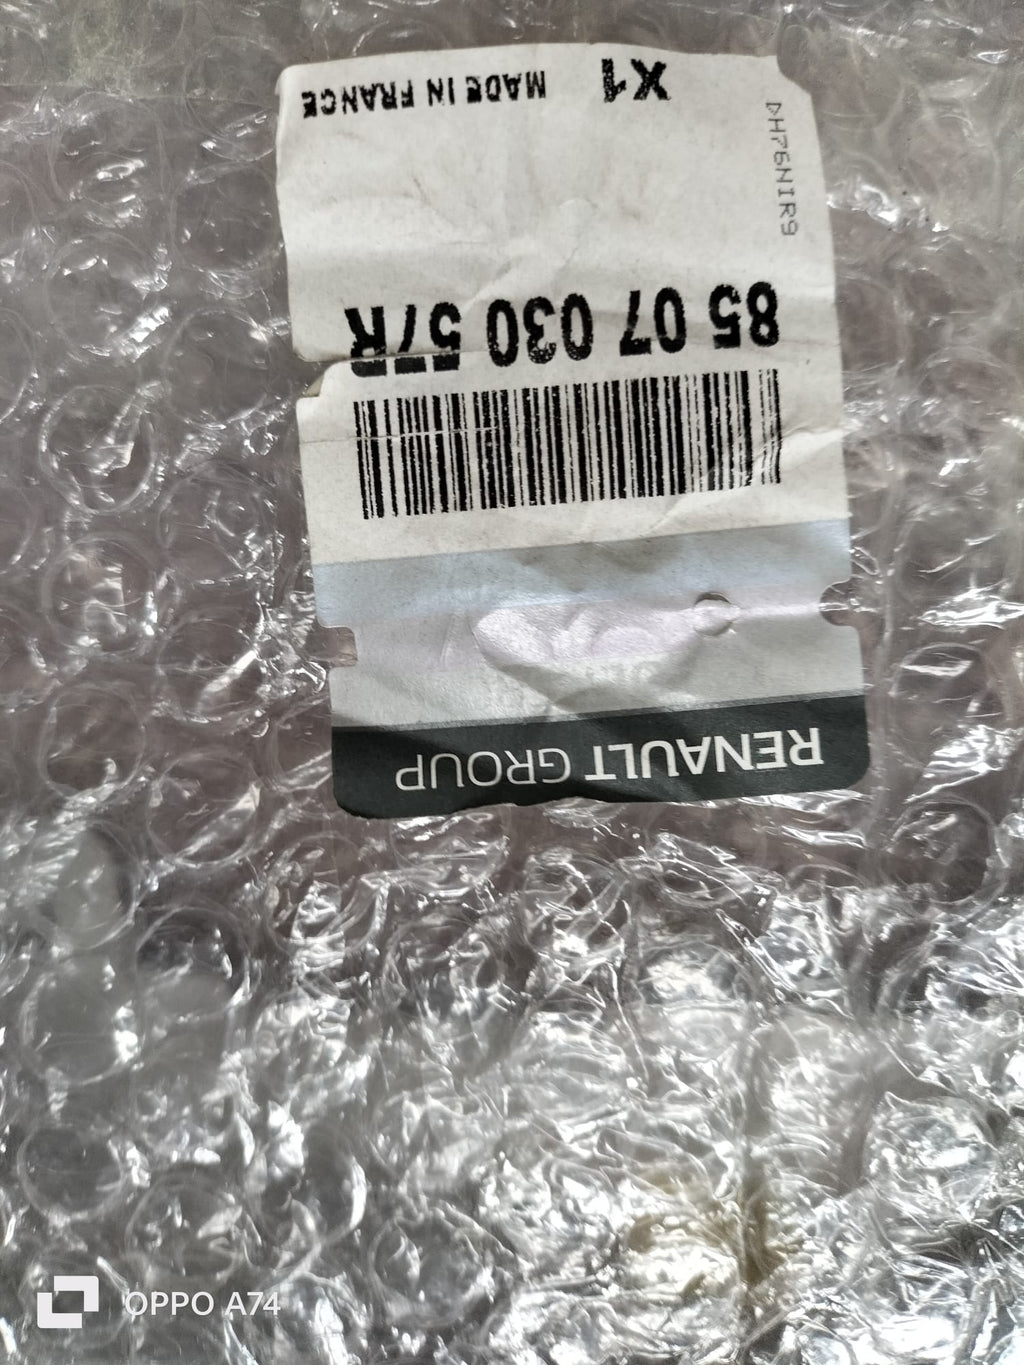 RENAULT GROUP
85 07 030 57R
DH76NIR9
X1 MADE IN FRANCE
OPPO A74